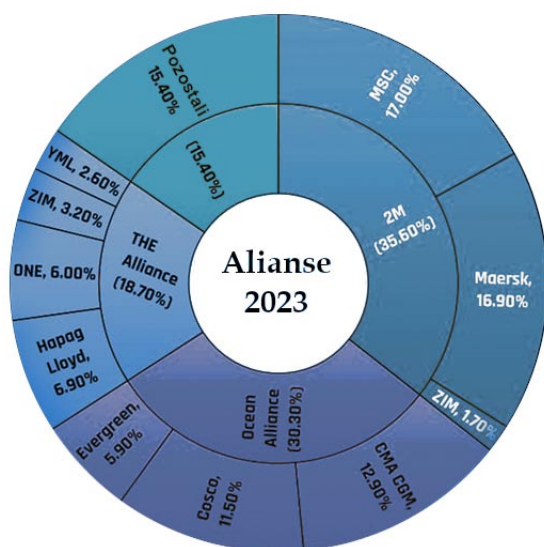 Alianse
2023
2M
(35.60%)
MSC,
17.00%
Maersk,
16.90%
ZIM, 1.70%
Ocean
Alliance
(30.30%)
CMA CGM,
12.90%
Cosco,
11.50%
Evergreen,
5.90%
THE
Alliance
(18.70%)
Hapag
Lloyd,
6.90%
ONE, 6.00%
ZIM, 3.20%
YML, 2.60%
(15.40%)
Pozostali
15.40%